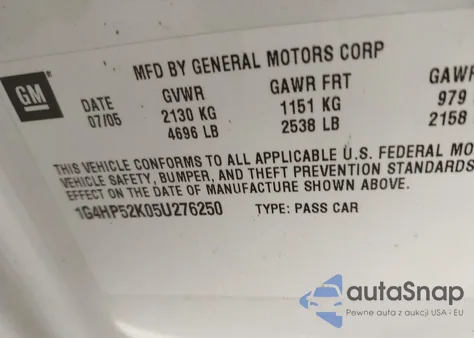 MFD BY GENERAL MOTORS CORP
GM
DATE GVWR GAWR FRT GAWR
07/05 2130 KG 1151 KG 979
4696 LB 2538 LB 2158
THIS VEHICLE CONFORMS TO ALL APPLICABLE U.S. FEDERAL MO
VEHICLE SAFETY, BUMPER, AND THEFT PREVENTION STANDARDS
EFFECT ON THE DATE OF MANUFACTURE SHOWN ABOVE.
1G4HP52K05U276250 TYPE: PASS CAR
autaSnap
Pewne auta z aukcji USA - EU